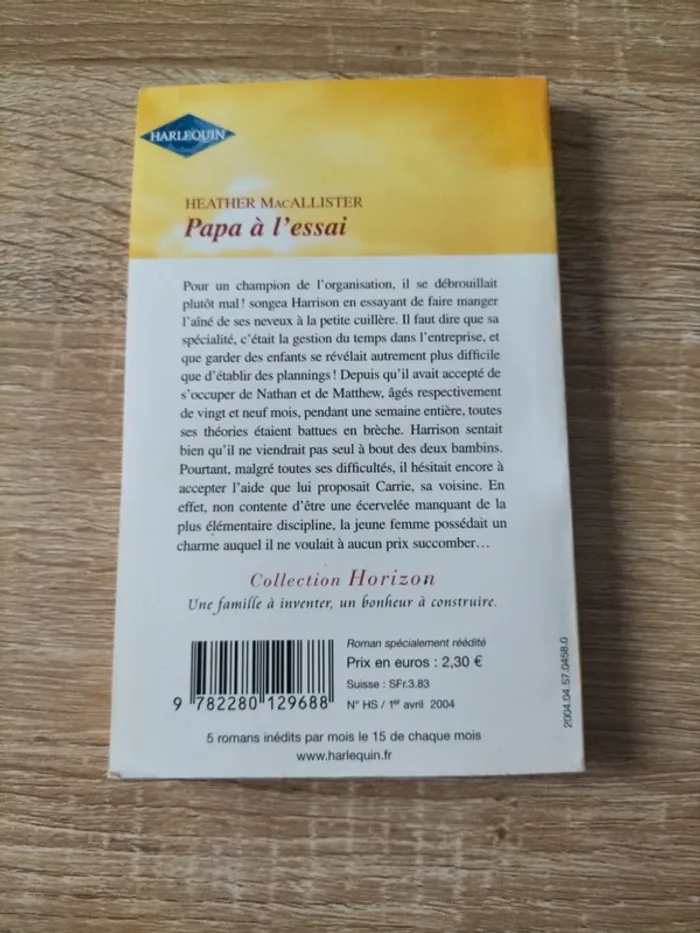 HARLEQUIN
HEATHER MACALLISTER
Papa à l'essai
Pour un champion de l'organisation, il se débrouillait
plutôt mal ! songea Harrison en essayant de faire manger
l'aîné de ses neveux à la petite cuillère. Il faut dire que sa
spécialité, c'était la gestion du temps dans l'entreprise, et
que garder des enfants se révélait autrement plus difficile
que d'établir des plannings ! Depuis qu'il avait accepté de
s'occuper de Nathan et de Matthew, âgés respectivement
de vingt et neuf mois, pendant une semaine entière, toutes
ses théories étaient battues en brèche. Harrison sentait
bien qu'il ne viendrait pas seul à bout des deux bambins.
Pourtant, malgré toutes ses difficultés, il hésitait encore à
accepter l'aide que lui proposait Carrie, sa voisine. En
effet, non contente d'être une écervelée manquant de la
plus élémentaire discipline, la jeune femme possédait un
charme auquel il ne voulait à aucun prix succomber…
Collection Horizon
Une famille à inventer, un bonheur à construire.
Roman spécialement réédité
Prix en euros : 2,30 €
Suisse : SFr.3.83
N° HS / 1er avril 2004
9 782280 129688
5 romans inédits par mois le 15 de chaque mois
www.harlequin.fr
2004.04.57.0458.0